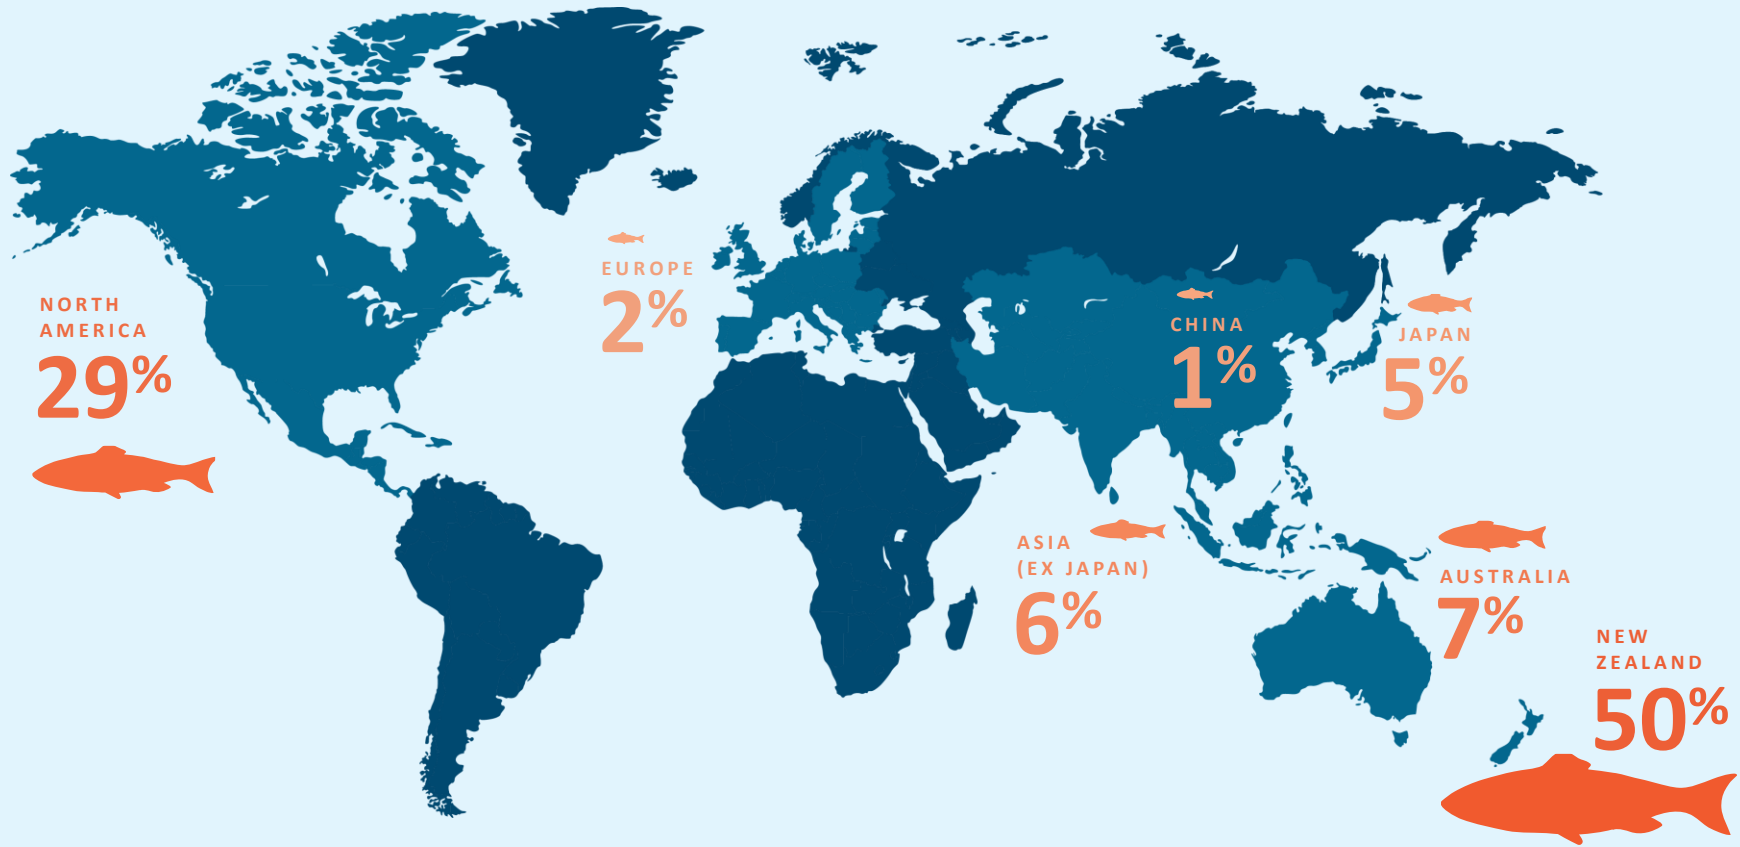 NORTH
AMERICA
29%
EUROPE
2%
CHINA
1%
JAPAN
5%
ASIA
(EX JAPAN)
6%
AUSTRALIA
7%
NEW
ZEALAND
50%